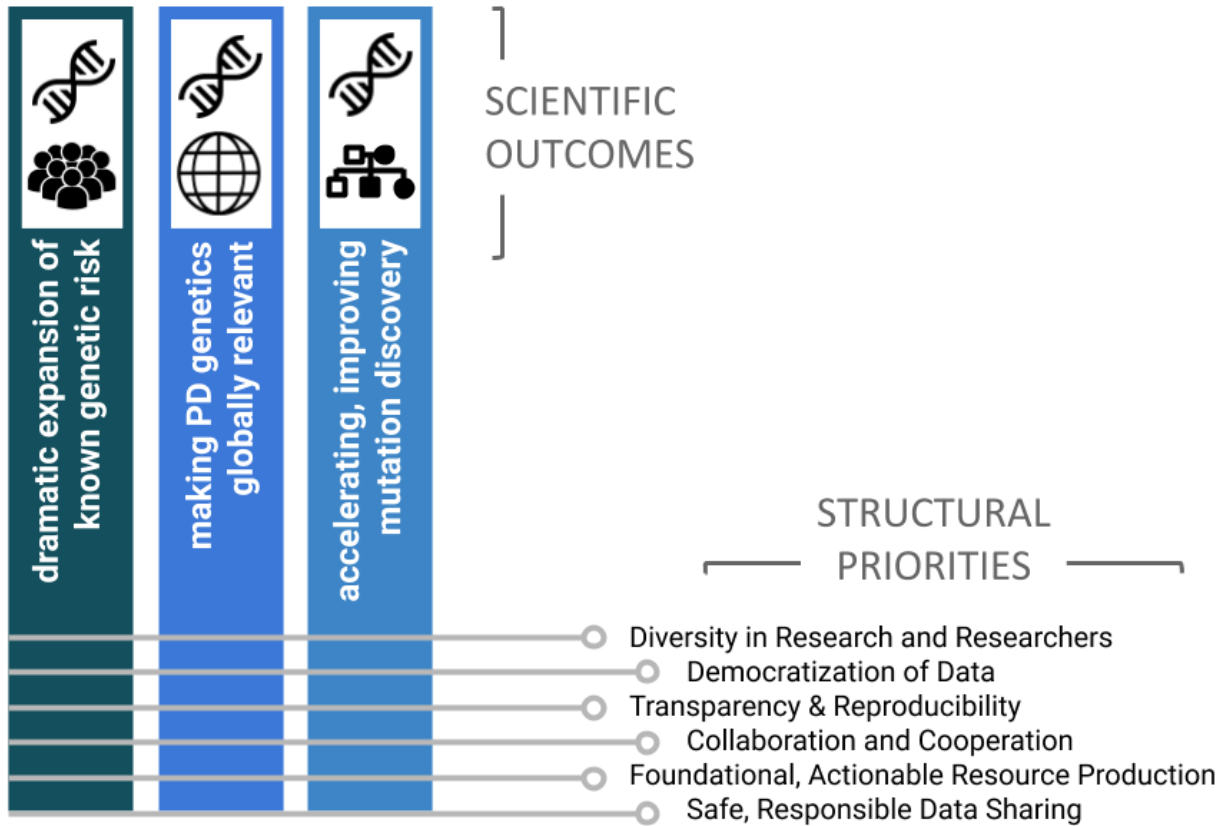 SCIENTIFIC
OUTCOMES
dramatic expansion of
known genetic risk
making PD genetics
globally relevant
accelerating, improving
mutation discovery
STRUCTURAL
PRIORITIES
Diversity in Research and Researchers
Democratization of Data
Transparency & Reproducibility
Collaboration and Cooperation
Foundational, Actionable Resource Production
Safe, Responsible Data Sharing